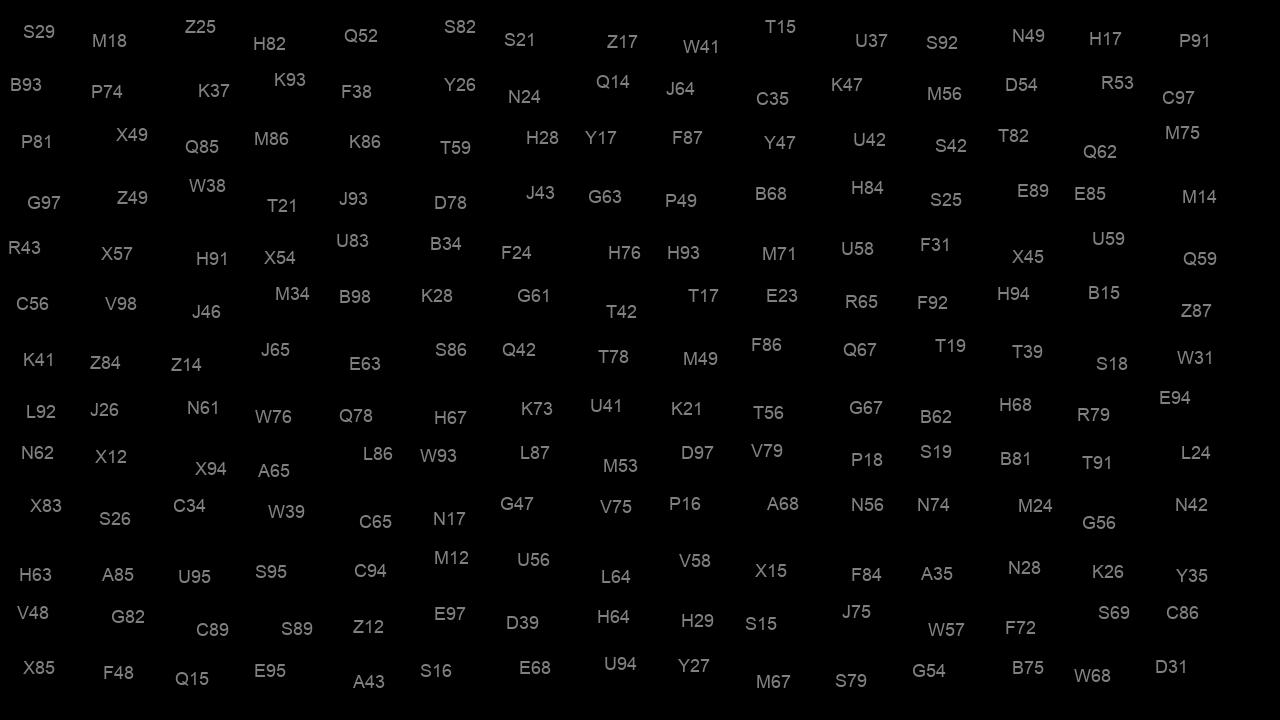 S29 M18 Z25 H82 Q52 S82 S21 Z17 W41 T15 U37 S92 N49 H17 P91
B93 P74 K37 K93 F38 Y26 N24 Q14 J64 C35 K47 M56 D54 R53 C97
P81 X49 Q85 M86 K86 T59 H28 Y17 F87 Y47 U42 S42 T82 Q62 M75
G97 Z49 W38 T21 J93 D78 J43 G63 P49 B68 H84 S25 E89 E85 M14
R43 X57 H91 X54 U83 B34 F24 H76 H93 M71 U58 F31 X45 U59 Q59
C56 V98 J46 M34 B98 K28 G61 T42 T17 E23 R65 F92 H94 B15 Z87
K41 Z84 Z14 J65 E63 S86 Q42 T78 M49 F86 Q67 T19 T39 S18 W31
L92 J26 N61 W76 Q78 H67 K73 U41 K21 T56 G67 B62 H68 R79 E94
N62 X12 X94 A65 L86 W93 L87 M53 D97 V79 P18 S19 B81 T91 L24
X83 S26 C34 W39 C65 N17 G47 V75 P16 A68 N56 N74 M24 G56 N42
H63 A85 U95 S95 C94 M12 U56 L64 V58 X15 F84 A35 N28 K26 Y35
V48 G82 C89 S89 Z12 E97 D39 H64 H29 S15 J75 W57 F72 S69 C86
X85 F48 Q15 E95 A43 S16 E68 U94 Y27 M67 S79 G54 B75 W68 D31